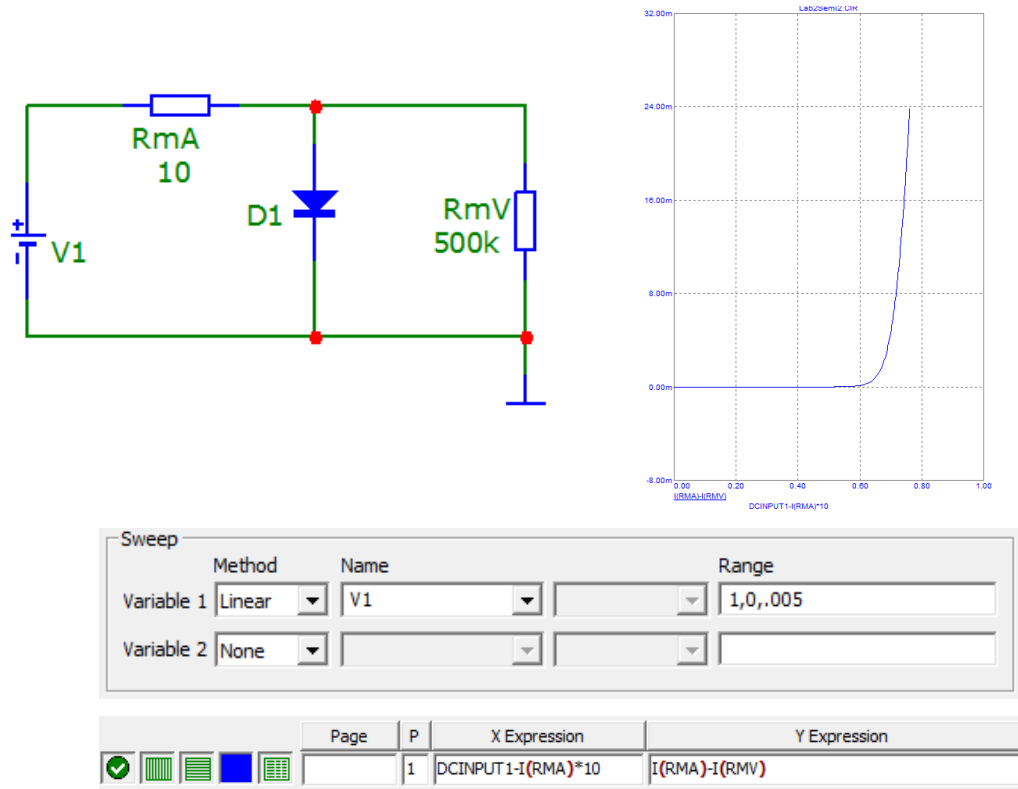 Lab2Semi2.CIR
32.00m
24.00m
16.00m
8.00m
0.00m
-8.00m
0.00 0.20 0.40 0.60 0.80 1.00
I(RMA)-I(RMV)
DCINPUT1-I(RMA)*10
RmA
10
D1
RmV
500k
+
V1
-
Sweep
Method Name Range
Variable 1 Linear V1 1,0,.005
Variable 2 None
Page P X Expression Y Expression
1 DCINPUT1-I(RMA)*10 I(RMA)-I(RMV)